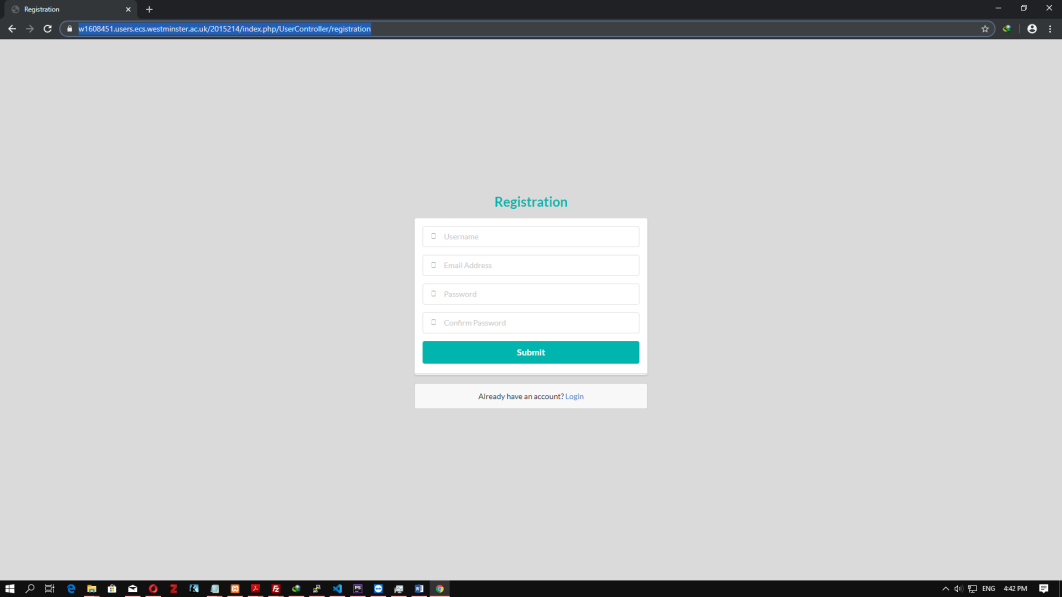 Registration
w1608451.users.ecs.westminster.ac.uk/2015214/index.php/UserController/registration
Registration
Username
Email Address
Password
Confirm Password
Submit
Already have an account? Login
ENG 4:42 PM